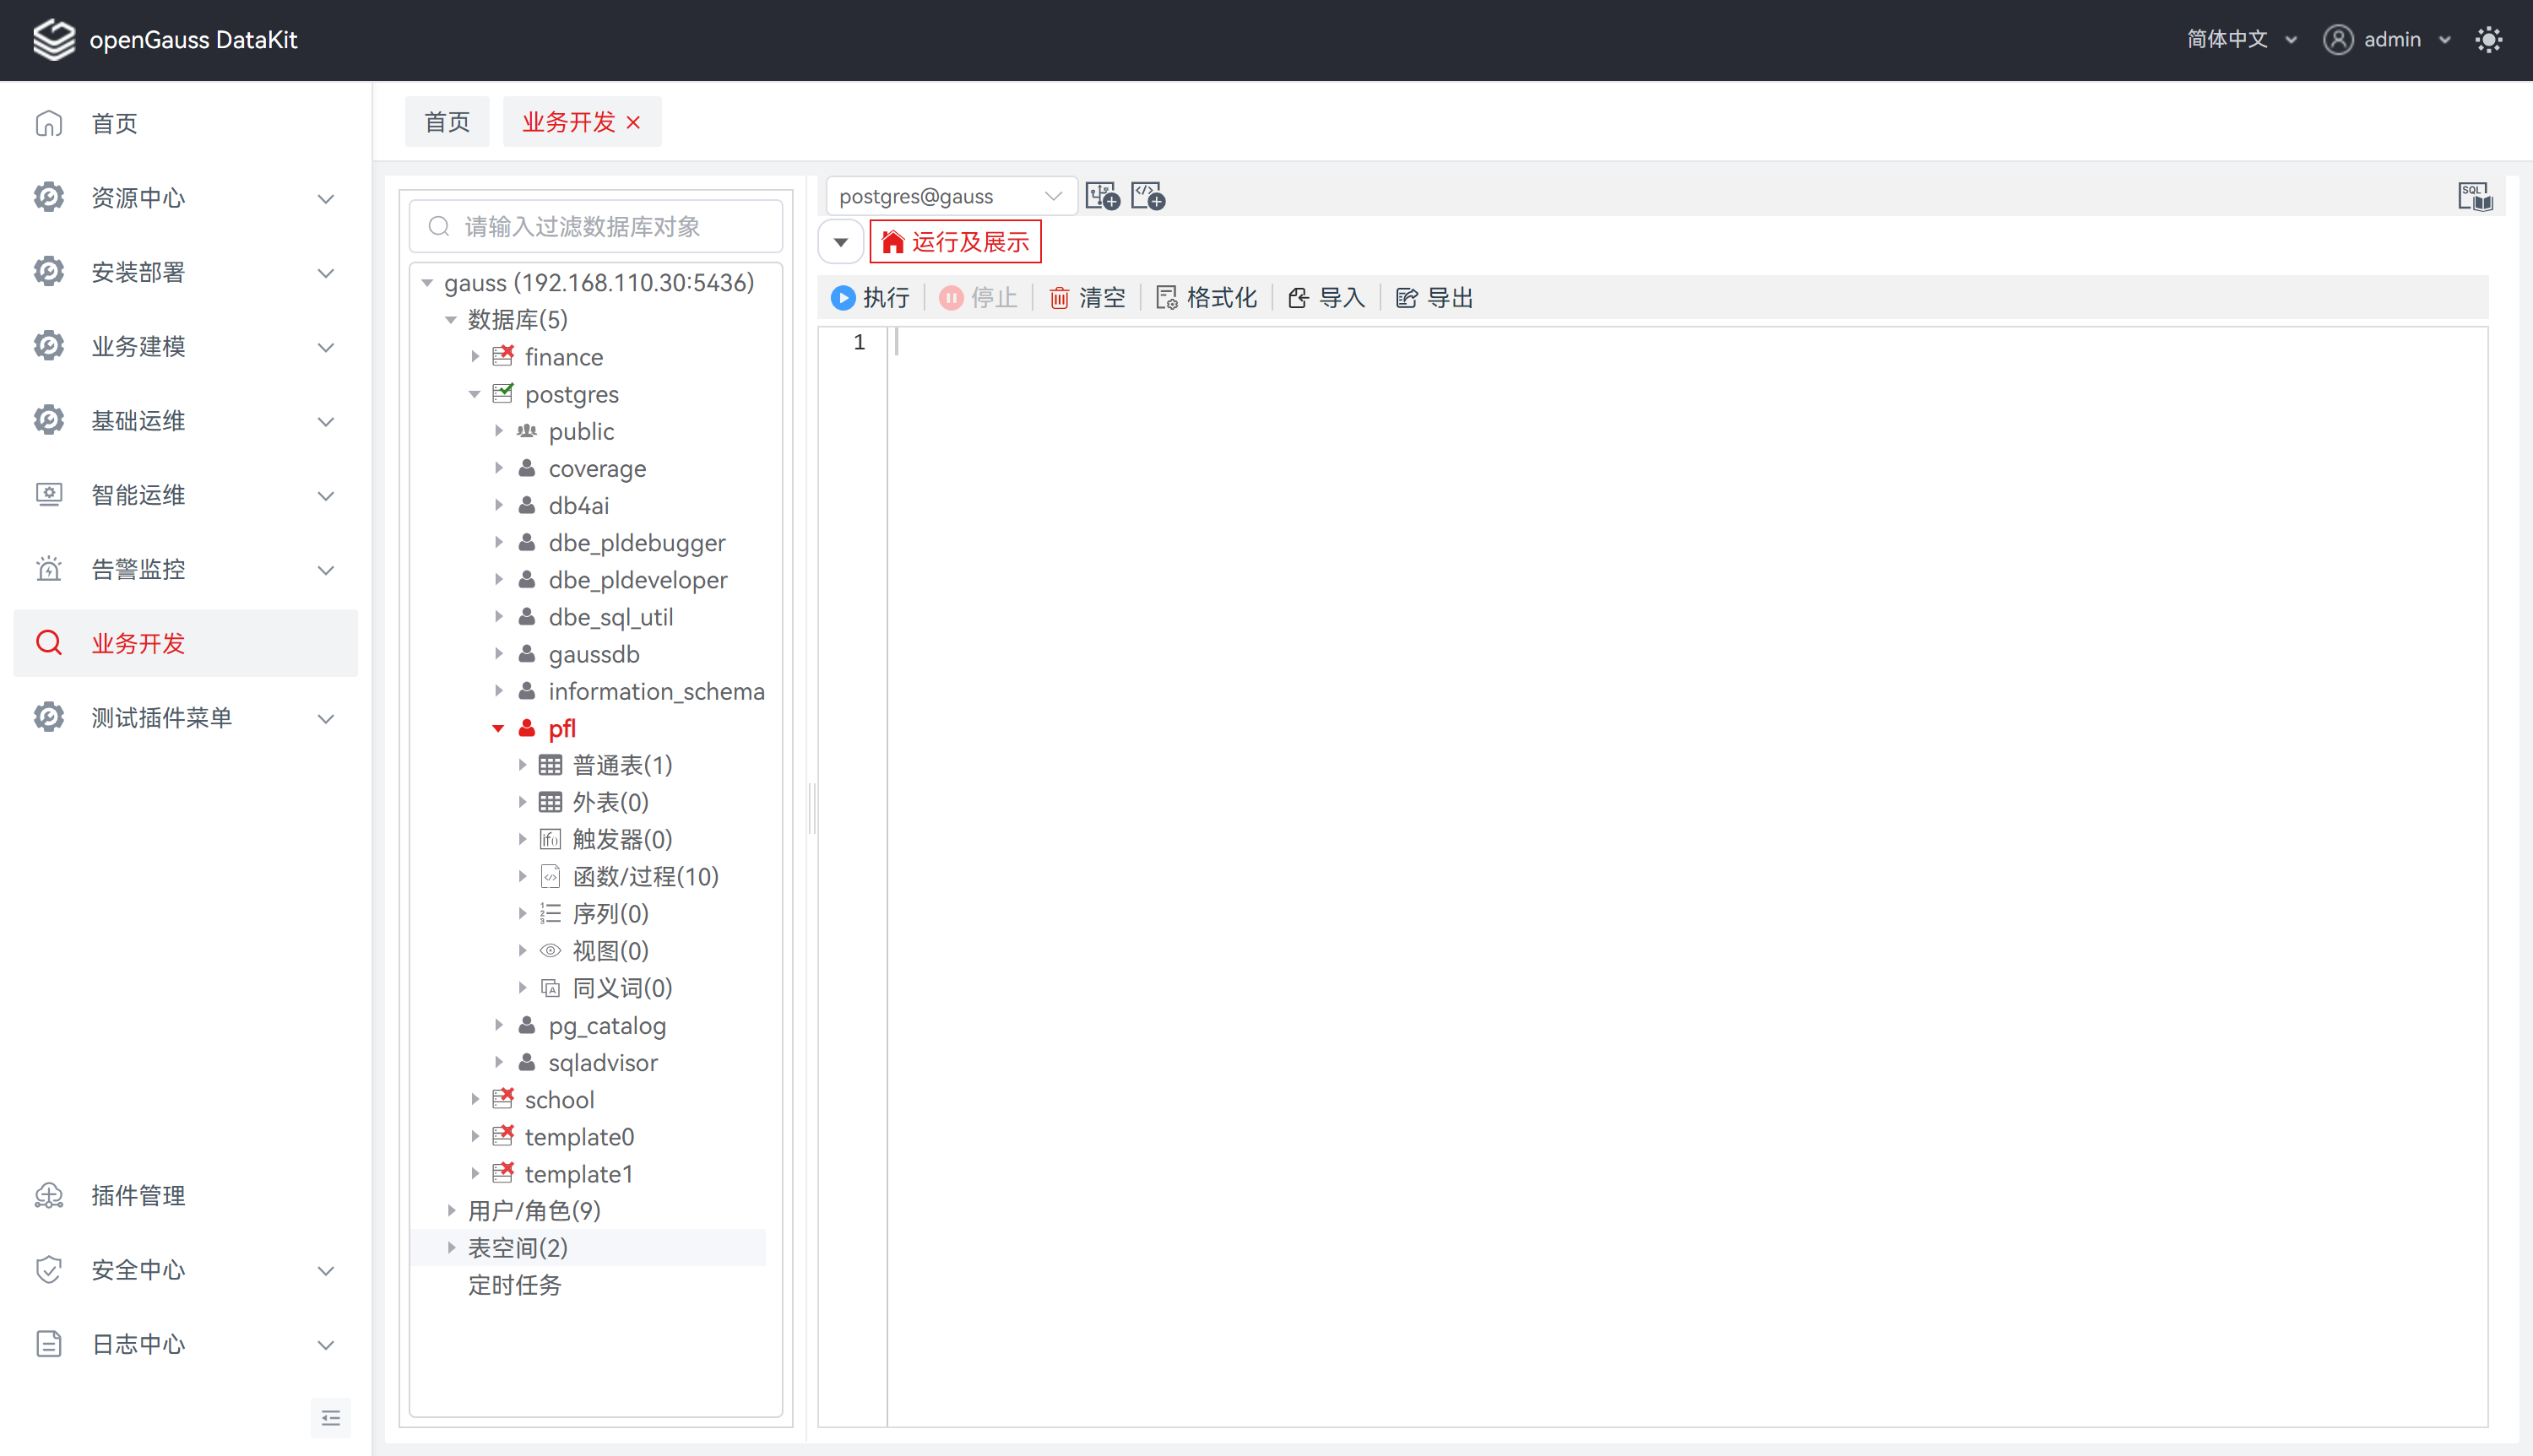 openGauss DataKit
简体中文
admin
首页
资源中心
安装部署
业务建模
基础运维
智能运维
告警监控
业务开发
测试插件菜单
插件管理
安全中心
日志中心
首页
业务开发
请输入过滤数据库对象
gauss (192.168.110.30:5436)
数据库(5)
finance
postgres
public
coverage
db4ai
dbe_pldebugger
dbe_pldeveloper
dbe_sql_util
gaussdb
information_schema
pfl
普通表(1)
外表(0)
触发器(0)
函数/过程(10)
序列(0)
视图(0)
同义词(0)
pg_catalog
sqladvisor
school
template0
template1
用户/角色(9)
表空间(2)
定时任务
postgres@gauss
SQL
运行及展示
执行 停止 清空 格式化 导入 导出
1